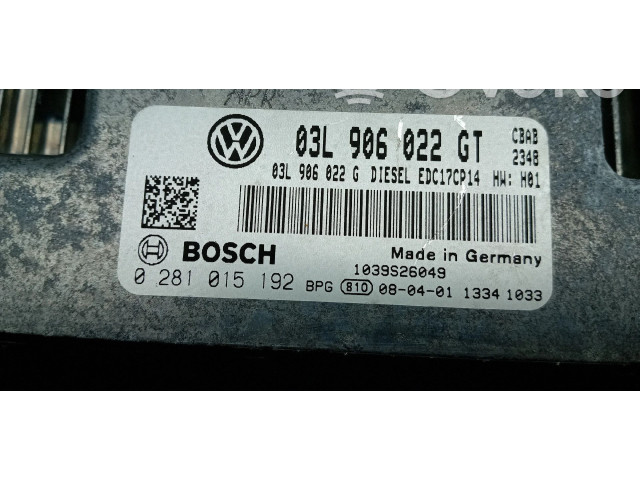 03L 906 022 GT CBAB
03L 906 022 G DIESEL EDC17CP14 HW: H01 2348
BOSCH Made in Germany
1039S26049
0 281 015 192 BPG 810 08-04-01 1334 1033